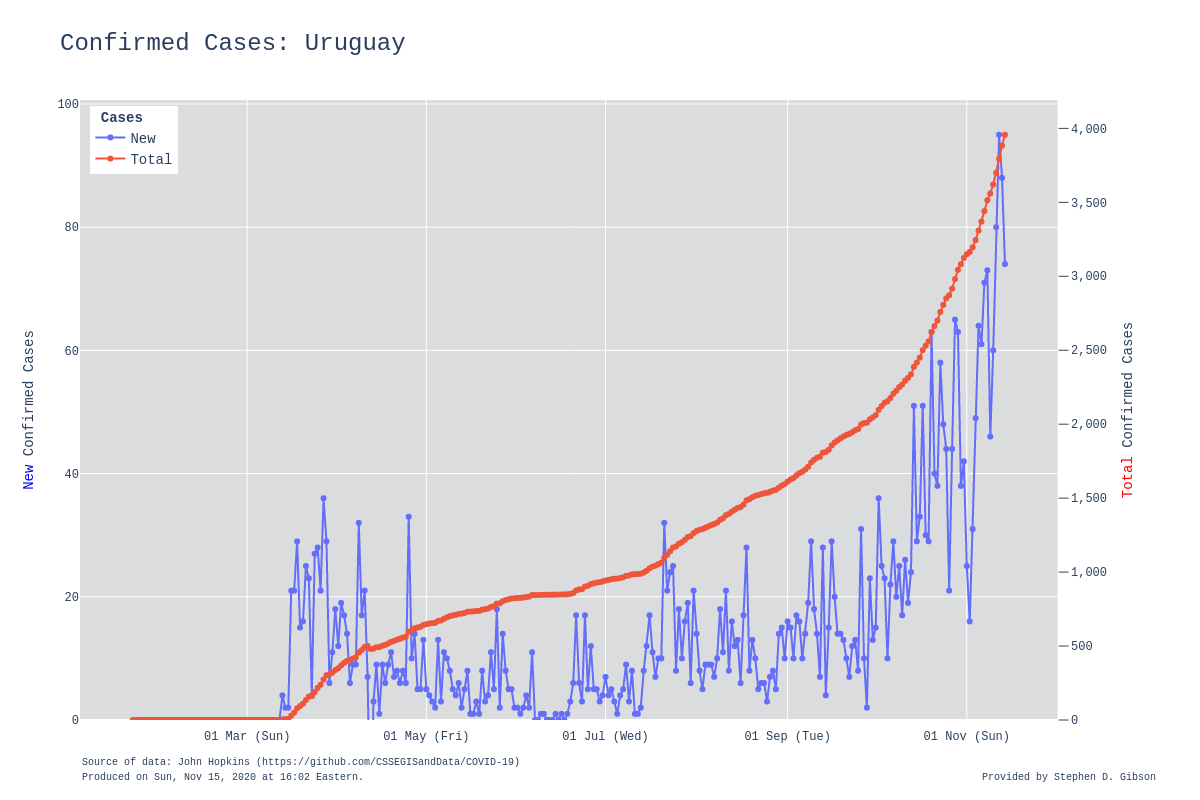 Confirmed Cases: Uruguay
Cases
New
Total
100
80
60
40
20
0
4,000
3,500
3,000
2,500
2,000
1,500
1,000
500
0
New Confirmed Cases
Total Confirmed Cases
01 Mar (Sun)
01 May (Fri)
01 Jul (Wed)
01 Sep (Tue)
01 Nov (Sun)
Source of data: John Hopkins (https://github.com/CSSEGISandData/COVID-19)
Produced on Sun, Nov 15, 2020 at 16:02 Eastern.
Provided by Stephen D. Gibson